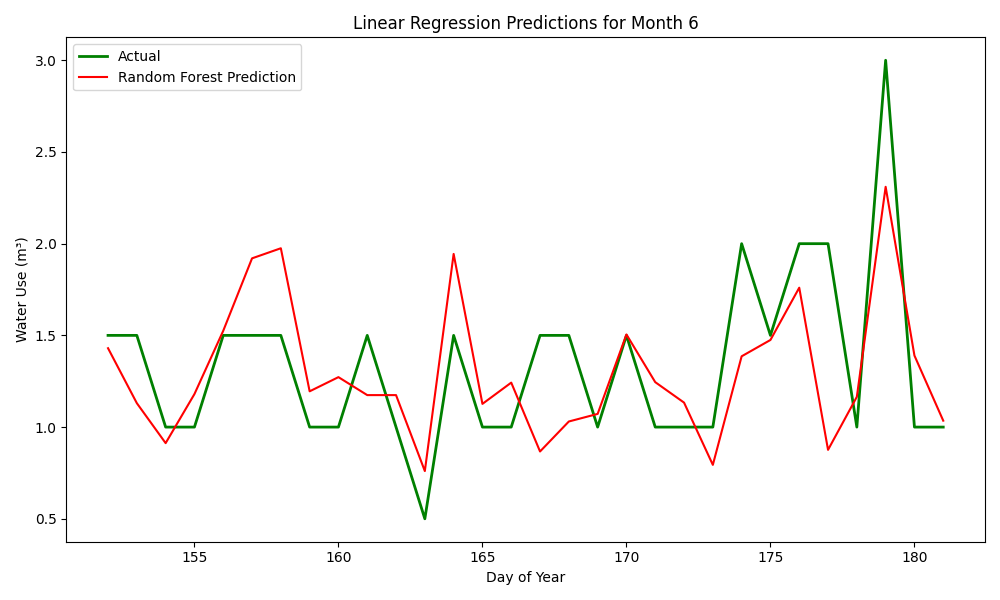 Linear Regression Predictions for Month 6
Actual
Random Forest Prediction
3.0
2.5
2.0
1.5
1.0
0.5
Water Use (m³)
155 160 165 170 175 180
Day of Year